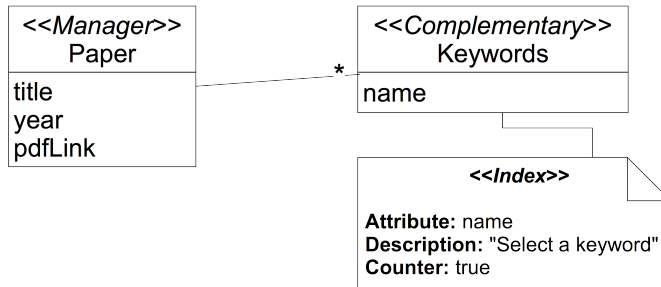 <<Manager>>
Paper
title
year
pdfLink
*
<<Complementary>>
Keywords
name
<<Index>>
Attribute: name
Description: "Select a keyword"
Counter: true